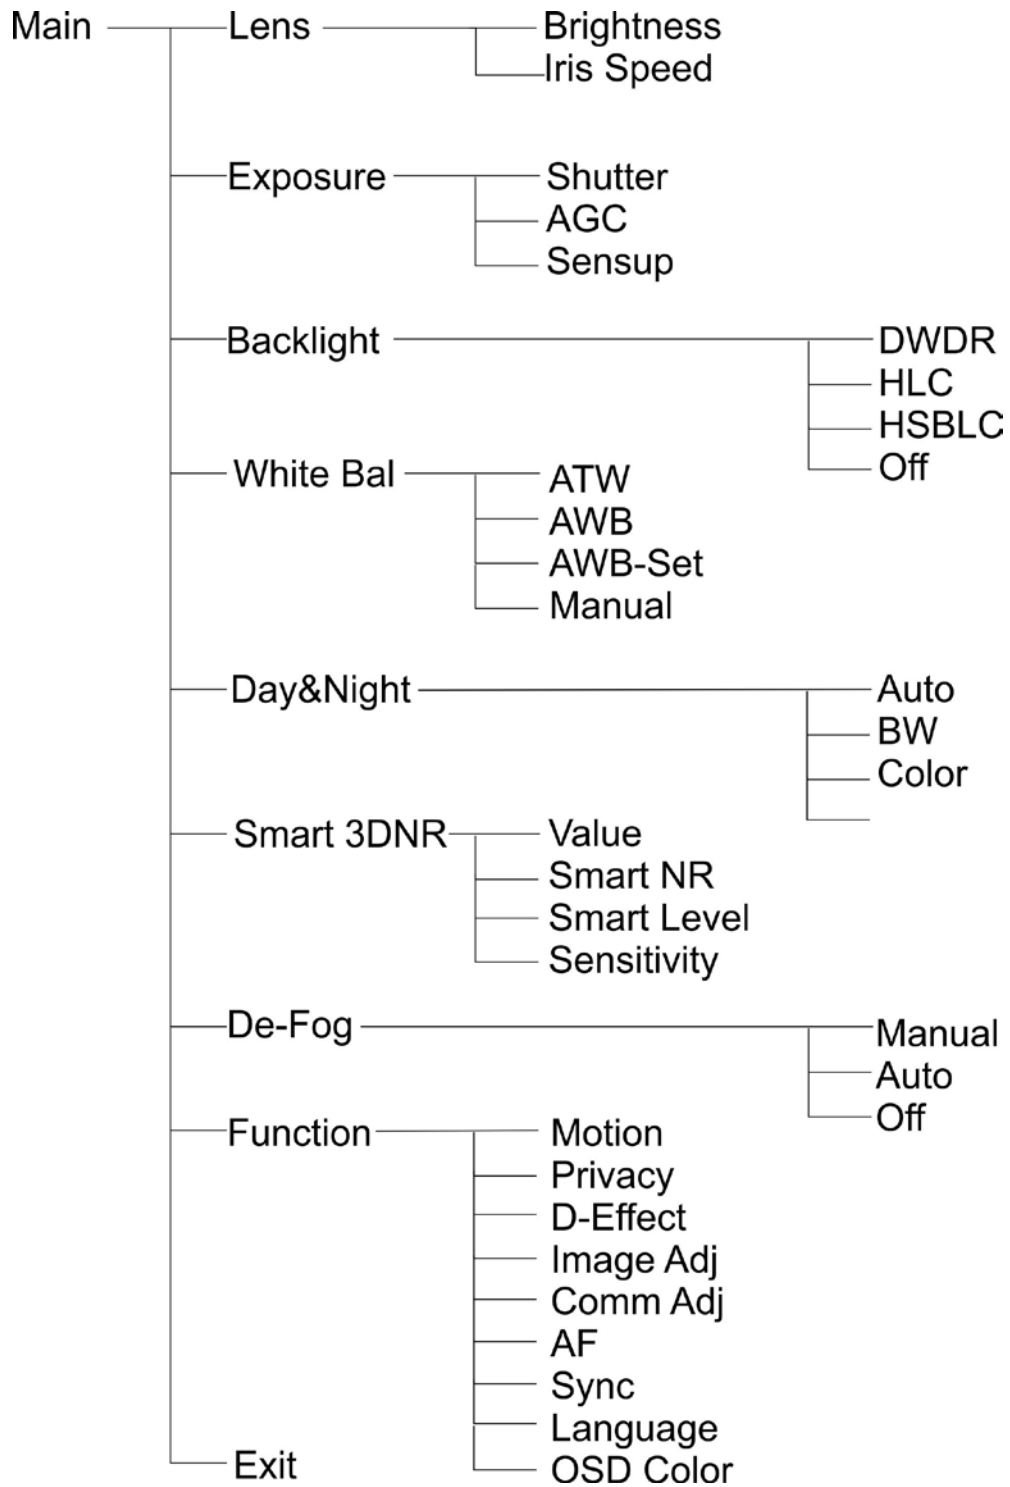 Main
Lens
Brightness
Iris Speed
Exposure
Shutter
AGC
Sensup
Backlight
DWDR
HLC
HSBLC
Off
White Bal
ATW
AWB
AWB-Set
Manual
Day&Night
Auto
BW
Color
Smart 3DNR
Value
Smart NR
Smart Level
Sensitivity
De-Fog
Manual
Auto
Off
Function
Motion
Privacy
D-Effect
Image Adj
Comm Adj
AF
Sync
Language
OSD Color
Exit